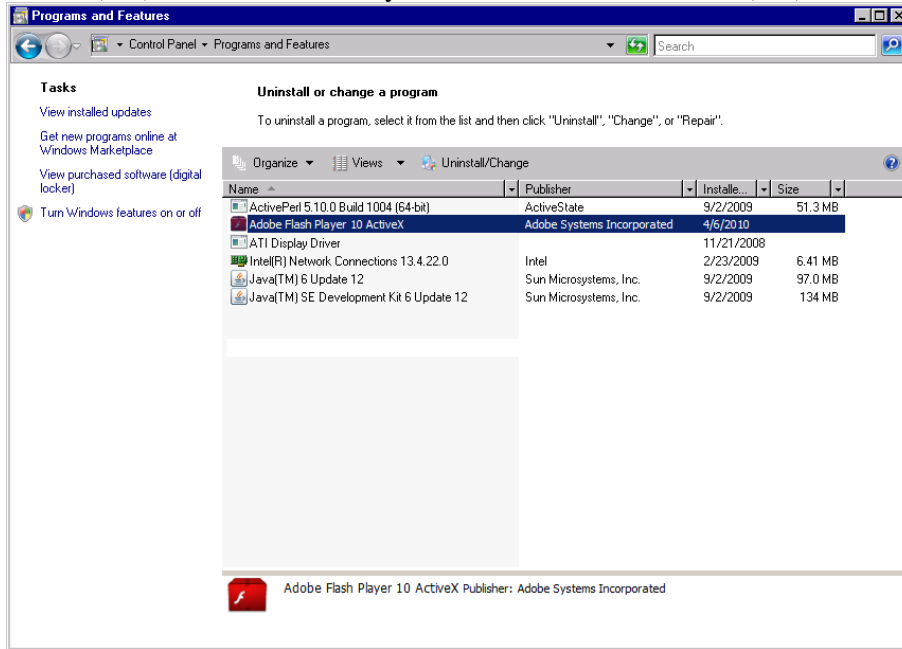 Programs and Features
Control Panel Programs and Features Search
Tasks
View installed updates
Get new programs online at
Windows Marketplace
View purchased software (digital
locker)
Turn Windows features on or off
Uninstall or change a program
To uninstall a program, select it from the list and then click "Uninstall", "Change", or "Repair".
Organize Views Uninstall/Change
Name Publisher Installe... Size
ActivePerl 5.10.0 Build 1004 (64-bit) ActiveState 9/2/2009 51.3 MB
Adobe Flash Player 10 ActiveX Adobe Systems Incorporated 4/6/2010
ATI Display Driver 11/21/2008
Intel(R) Network Connections 13.4.22.0 Intel 2/23/2009 6.41 MB
Java(TM) 6 Update 12 Sun Microsystems, Inc. 9/2/2009 97.0 MB
Java(TM) SE Development Kit 6 Update 12 Sun Microsystems, Inc. 9/2/2009 134 MB
Adobe Flash Player 10 ActiveX Publisher: Adobe Systems Incorporated